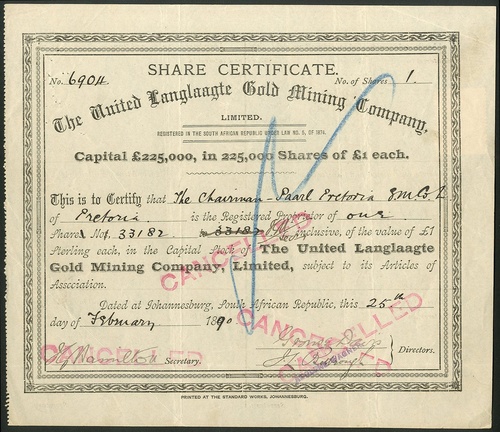 SHARE CERTIFICATE.
No. 6904 No. of Shares 1.
The United Langlaagte Gold Mining Company,
LIMITED.
REGISTERED IN THE SOUTH AFRICAN REPUBLIC UNDER LAW No. 5, OF 1874.
Capital £225,000, in 225,000 Shares of £1 each.
This is to Certify that The Chairman - Paarl Pretoria G.M.Co. L
of Pretoria is the Registered Proprietor of one
Share No. 33182 to 33182 inclusive, of the value of £1
Sterling each, in the Capital Stock of The United Langlaagte
Gold Mining Company, Limited, subject to its Articles of
Association.
CANCELLED
Dated at Johannesburg, South African Republic, this 25th
day of February 1890
CANCELLED
CANCELLED
Hamilton Secretary.
Directors.
PRINTED AT THE STANDARD WORKS, JOHANNESBURG.